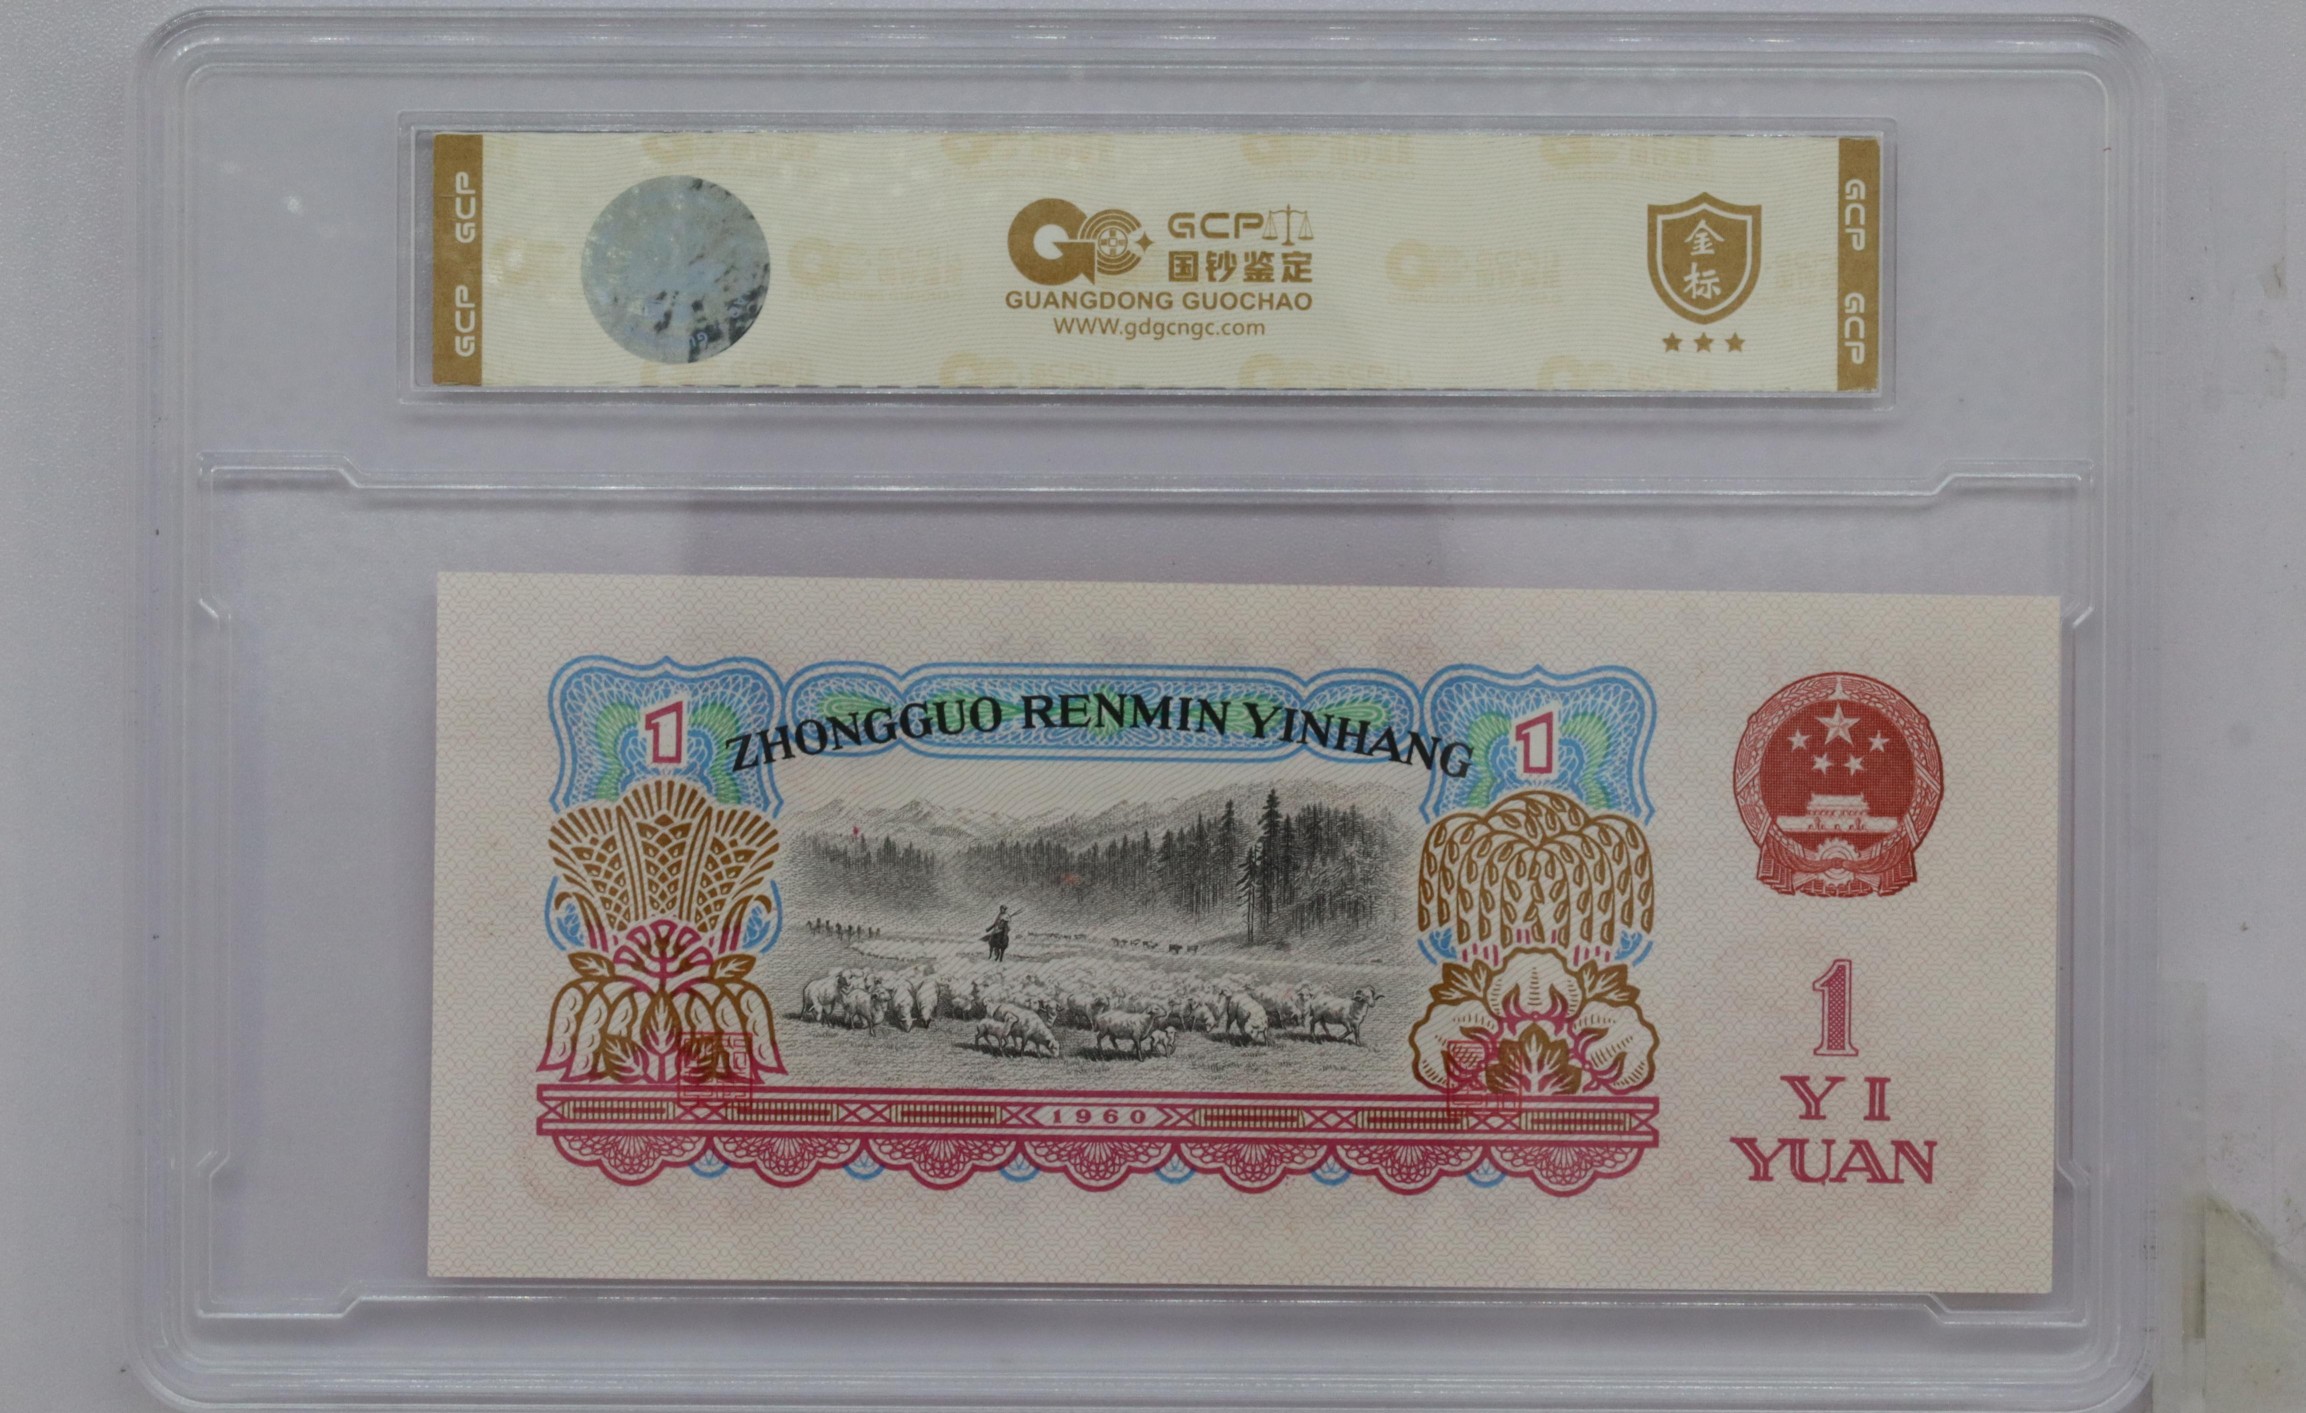 GCP GCP
GCP
国钞鉴定
GUANGDONG GUOCHAO
WWW.gdgcngc.com
金标
GCP GCP
1
ZHONGGUO RENMIN YINHANG
1
1960
1
YI
YUAN